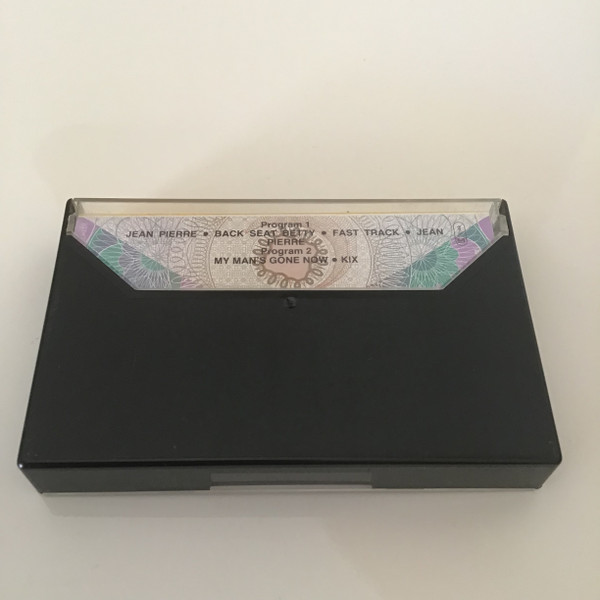 Program 1
JEAN PIERRE • BACK SEAT BETTY • FAST TRACK • JEAN
PIERRE
Program 2
MY MAN'S GONE NOW • KIX